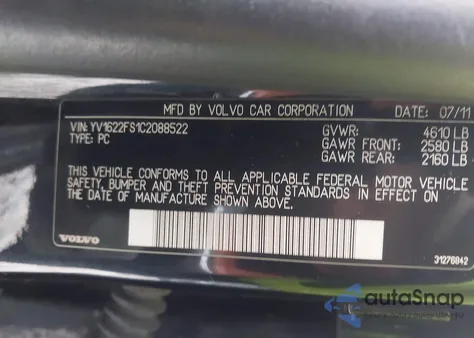 MFD BY VOLVO CAR CORPORATION DATE: 07/11
VIN: YV1622FS1C2088522 GVWR: 4610 LB
TYPE: PC GAWR FRONT: 2580 LB
GAWR REAR: 2160 LB
THIS VEHICLE CONFORMS TO ALL APPLICABLE FEDERAL MOTOR VEHICLE
SAFETY, BUMPER AND THEFT PREVENTION STANDARDS IN EFFECT ON
THE DATE OF MANUFACTURE SHOWN ABOVE.
VOLVO 31276842
autoSnap